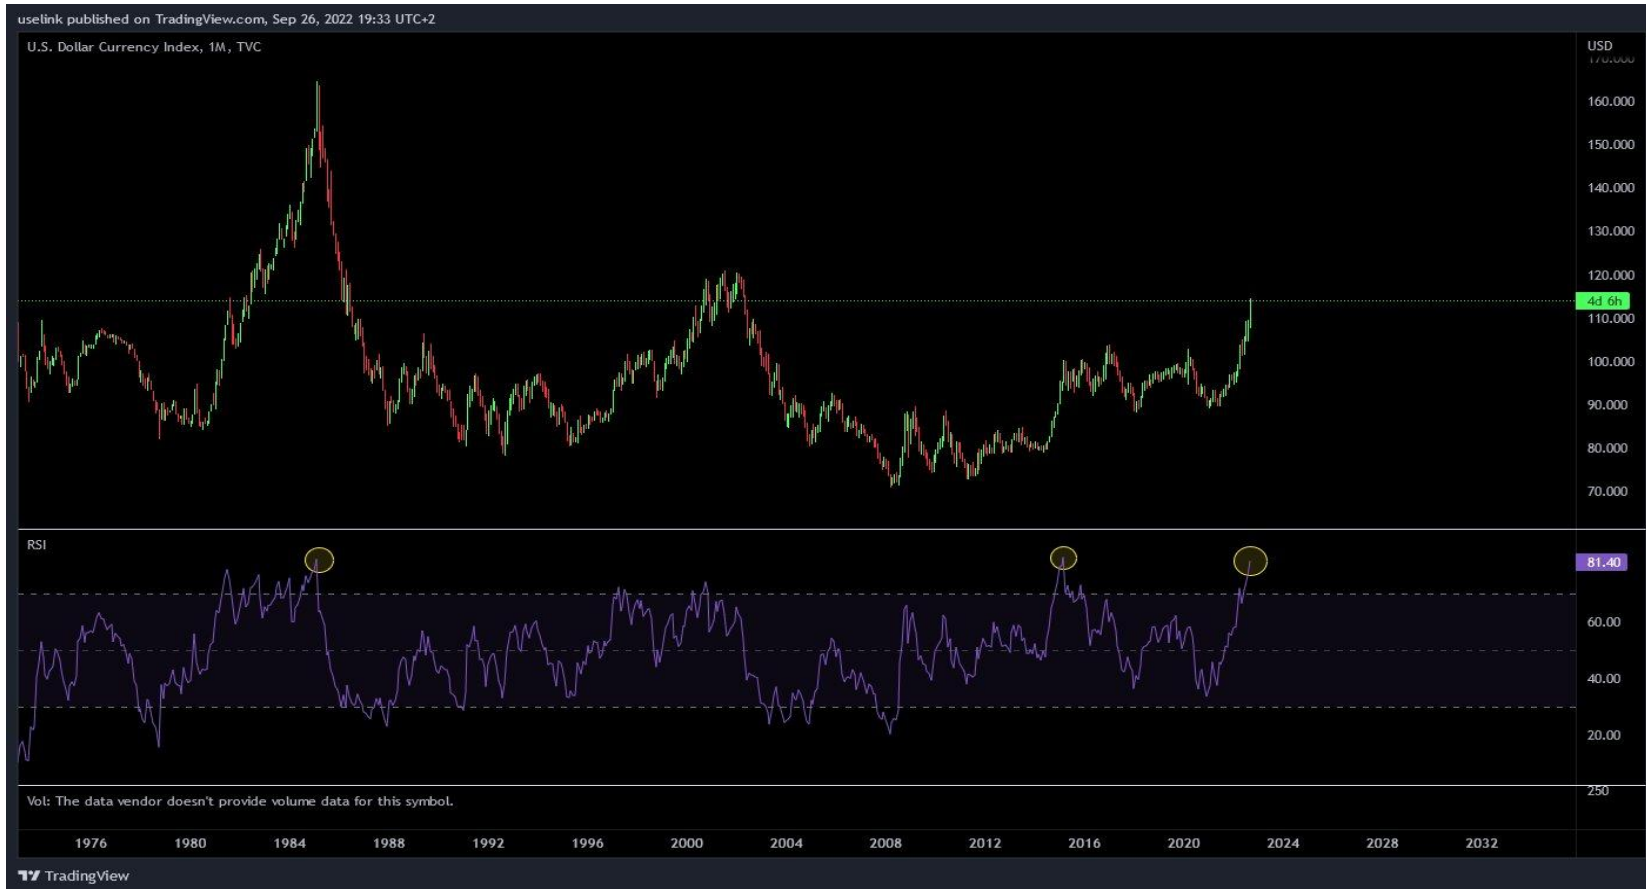 uselink published on TradingView.com, Sep 26, 2022 19:33 UTC+2
U.S. Dollar Currency Index, 1M, TVC
USD
170.000
160.000
150.000
140.000
130.000
120.000
4d 6h
110.000
100.000
90.000
80.000
70.000
RSI
81.40
60.00
40.00
20.00
250
Vol: The data vendor doesn't provide volume data for this symbol.
1976 1980 1984 1988 1992 1996 2000 2004 2008 2012 2016 2020 2024 2028 2032
TradingView